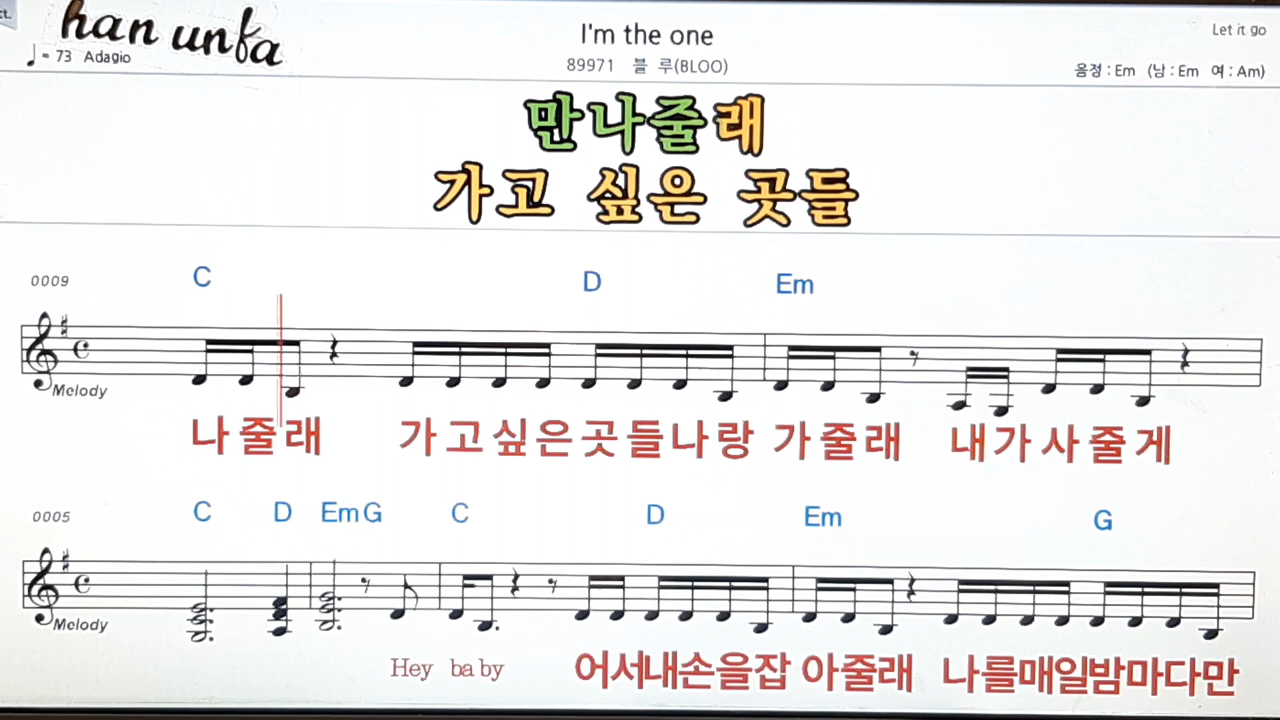 ct.
han unfa
I'm the one
Let it go
♩= 73 Adagio
89971 블 루(BLOO)
음정 : Em (남 : Em 여 : Am)
만나줄래
가고 싶은 곳들
0009
C D Em
Melody
나 줄 래 가 고 싶 은 곳 들 나 랑 가 줄 래 내 가 사 줄 게
0005
C D Em G C D Em G
Melody
Hey ba by 어서내손을잡 아줄래 나를매일밤마다만